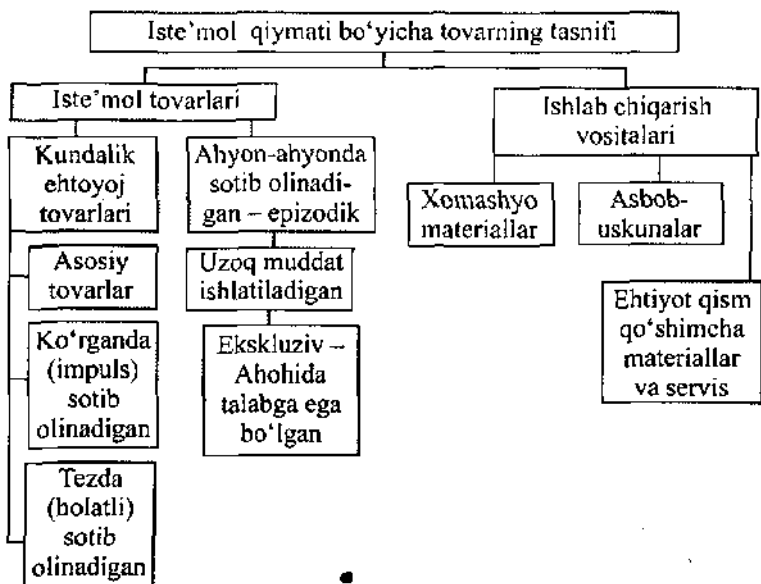 Iste’mol qiymati bo‘yicha tovarning tasnifi
Iste’mol tovarlari
Kundalik
ehtoyoj
tovarlari
Asosiy
tovarlar
Ko‘rganda
(impuls)
sotib
olinadigan
Tezda
(holatli)
sotib
olinadigan
Ahyon-ahyonda
sotib olinadi-
gan – epizodik
Uzoq muddat
ishlatiladigan
Ekskluziv –
Ahohida
talabga ega
bo‘lgan
Ishlab chiqarish
vositalari
Xomashyo
materiallar
Asbob-
uskunalar
Ehtiyot qism
qo‘shimcha
materiallar
va servis